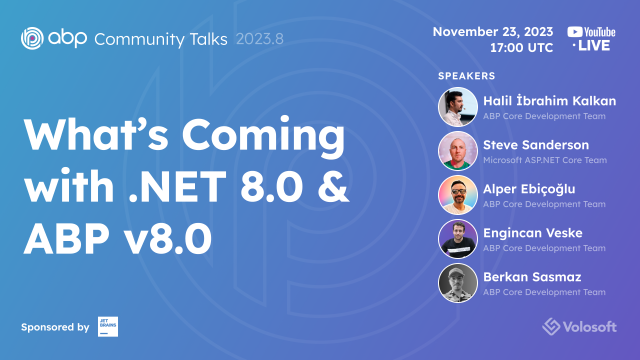 abp Community Talks 2023.8
November 23, 2023
17:00 UTC
YouTube
LIVE
What's Coming
with .NET 8.0 &
ABP v8.0
SPEAKERS
Halil İbrahim Kalkan
ABP Core Development Team
Steve Sanderson
Microsoft ASP.NET Core Team
Alper Ebiçoğlu
ABP Core Development Team
Engincan Veske
ABP Core Development Team
Berkan Sasmaz
ABP Core Development Team
Sponsored by
JET
BRAINS
Volosoft